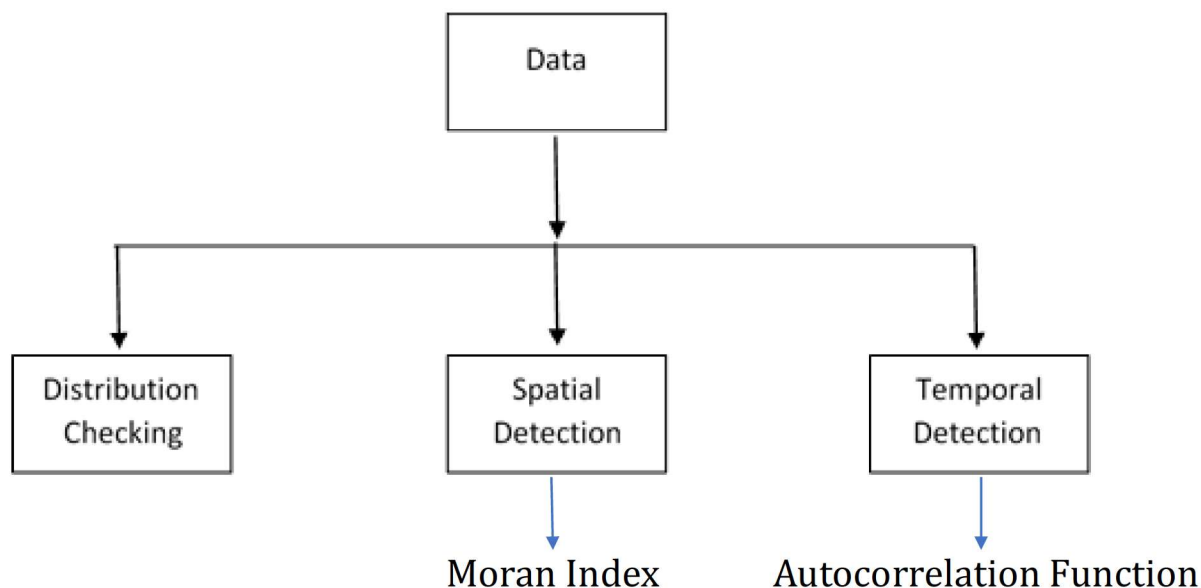 Data
Distribution
Checking
Spatial
Detection
Temporal
Detection
Moran Index
Autocorrelation Function